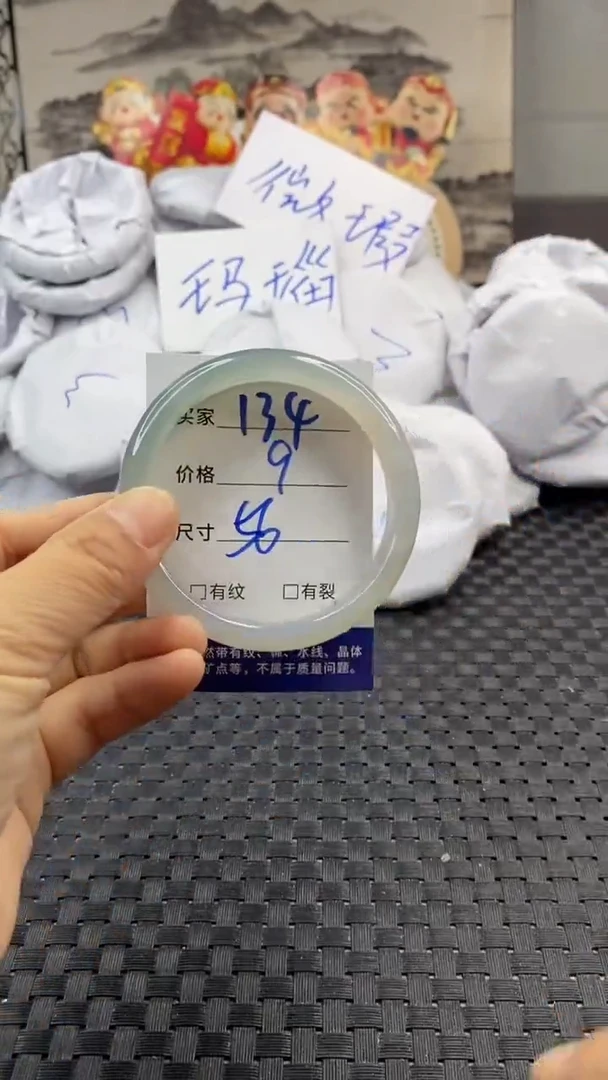 微瑕
玛瑙
买家 134
价格 9
尺寸 56
□有纹 □有裂
然带有纹、棉、水线、晶体
矿点等，不属于质量问题。